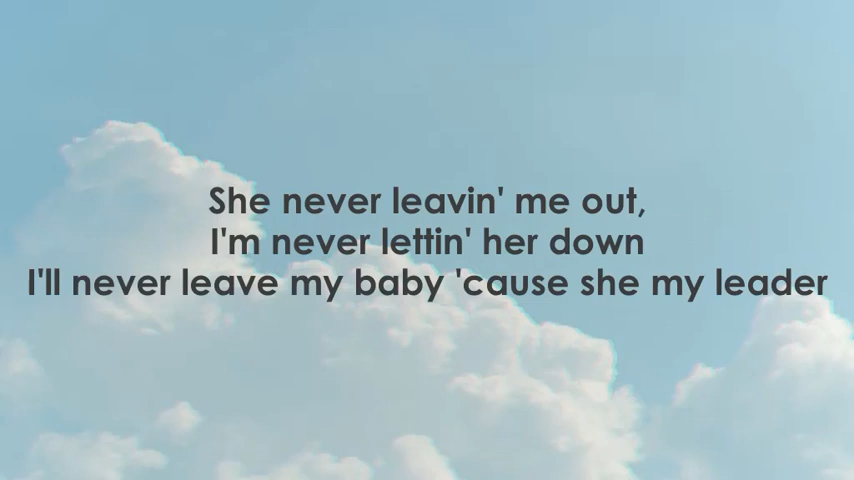 She never leavin' me out,
I'm never lettin' her down
I'll never leave my baby 'cause she my leader